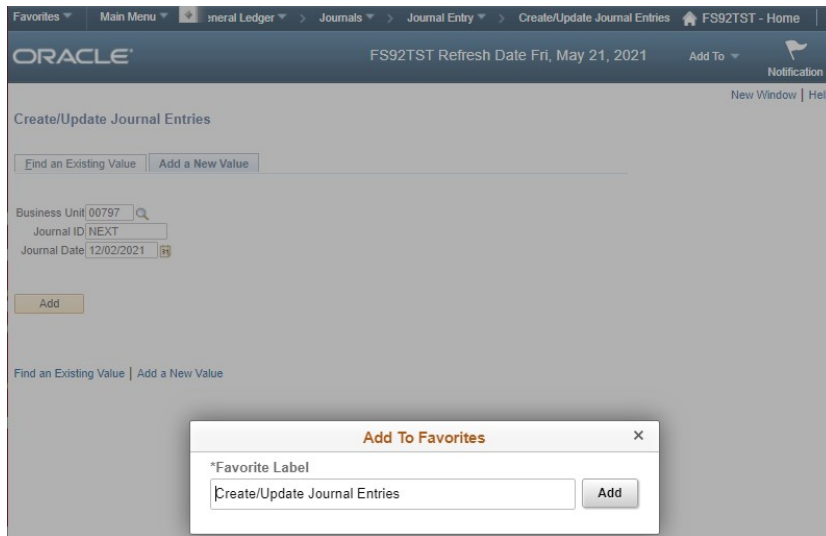 Favorites Main Menu eneral Ledger > Journals > Journal Entry > Create/Update Journal Entries FS92TST - Home
ORACLE FS92TST Refresh Date Fri, May 21, 2021 Add To Notification
New Window | Hel
Create/Update Journal Entries
Find an Existing Value Add a New Value
Business Unit 00797
Journal ID NEXT
Journal Date 12/02/2021
Add
Find an Existing Value | Add a New Value
Add To Favorites ×
*Favorite Label
Create/Update Journal Entries Add